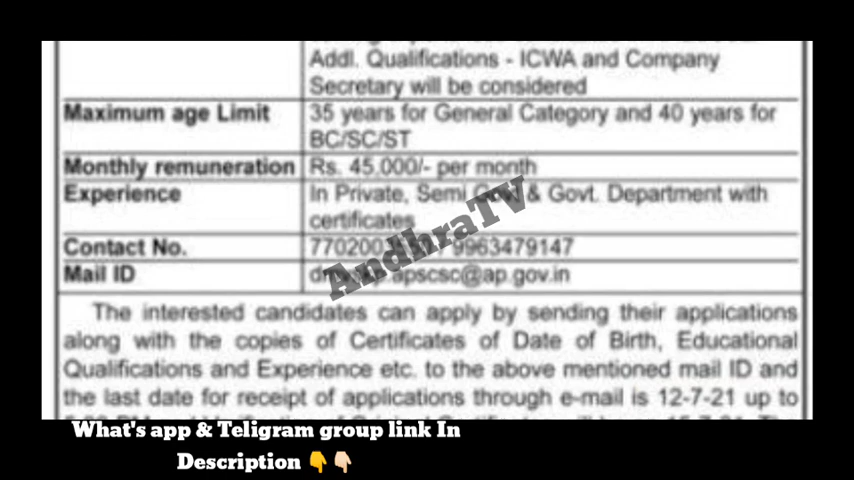 Addl. Qualifications - ICWA and Company
Secretary will be considered
Maximum age Limit 35 years for General Category and 40 years for
BC/SC/ST
Monthly remuneration Rs. 45,000/- per month
Experience In Private, Semi Govt. & Govt. Department with
certificates
Contact No. 9963479147
Mail ID
The interested candidates can apply by sending their applications
along with the copies of Certificates of Date of Birth, Educational
Qualifications and Experience etc. to the above mentioned mail ID and
the last date for receipt of applications through e-mail is 12-7-21 up to
AndhraTV
What's app & Teligram group link In
Description 👇👇🏻